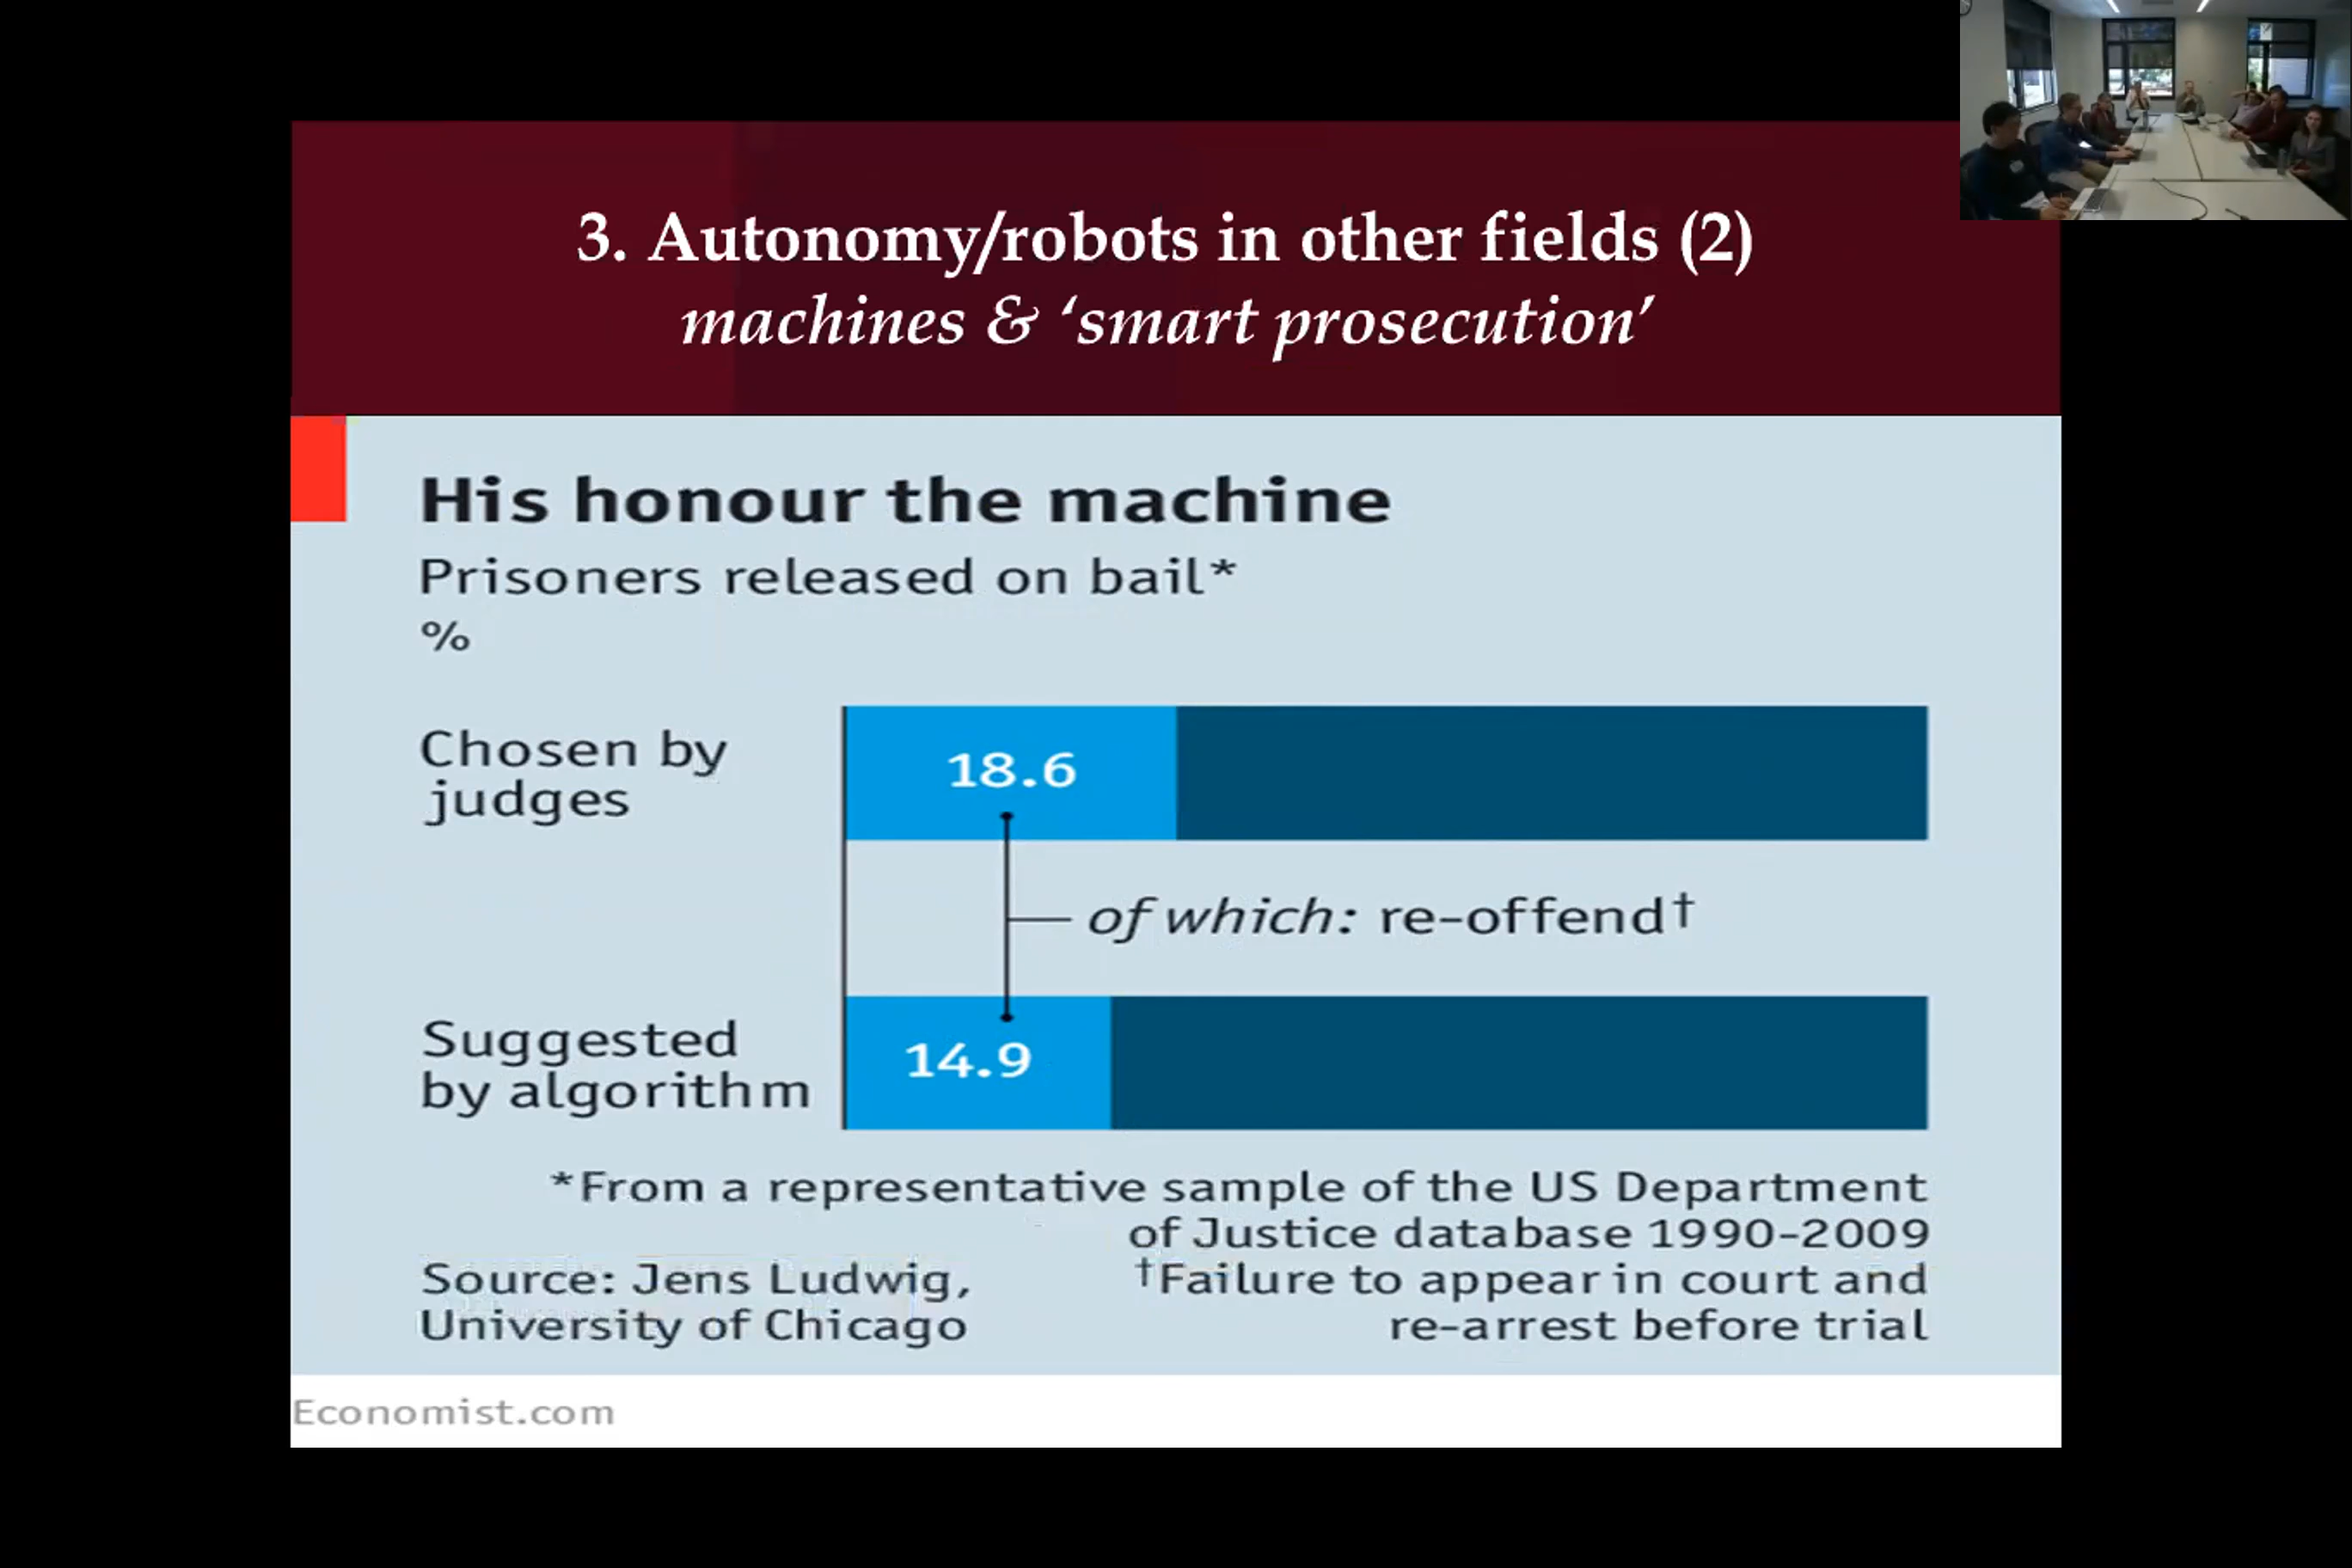 3. Autonomy/robots in other fields (2)
machines & ‘smart prosecution’
His honour the machine
Prisoners released on bail*
%
Chosen by
judges
18.6
of which: re-offend†
Suggested
by algorithm
14.9
*From a representative sample of the US Department
of Justice database 1990-2009
†Failure to appear in court and
re-arrest before trial
Source: Jens Ludwig,
University of Chicago
Economist.com